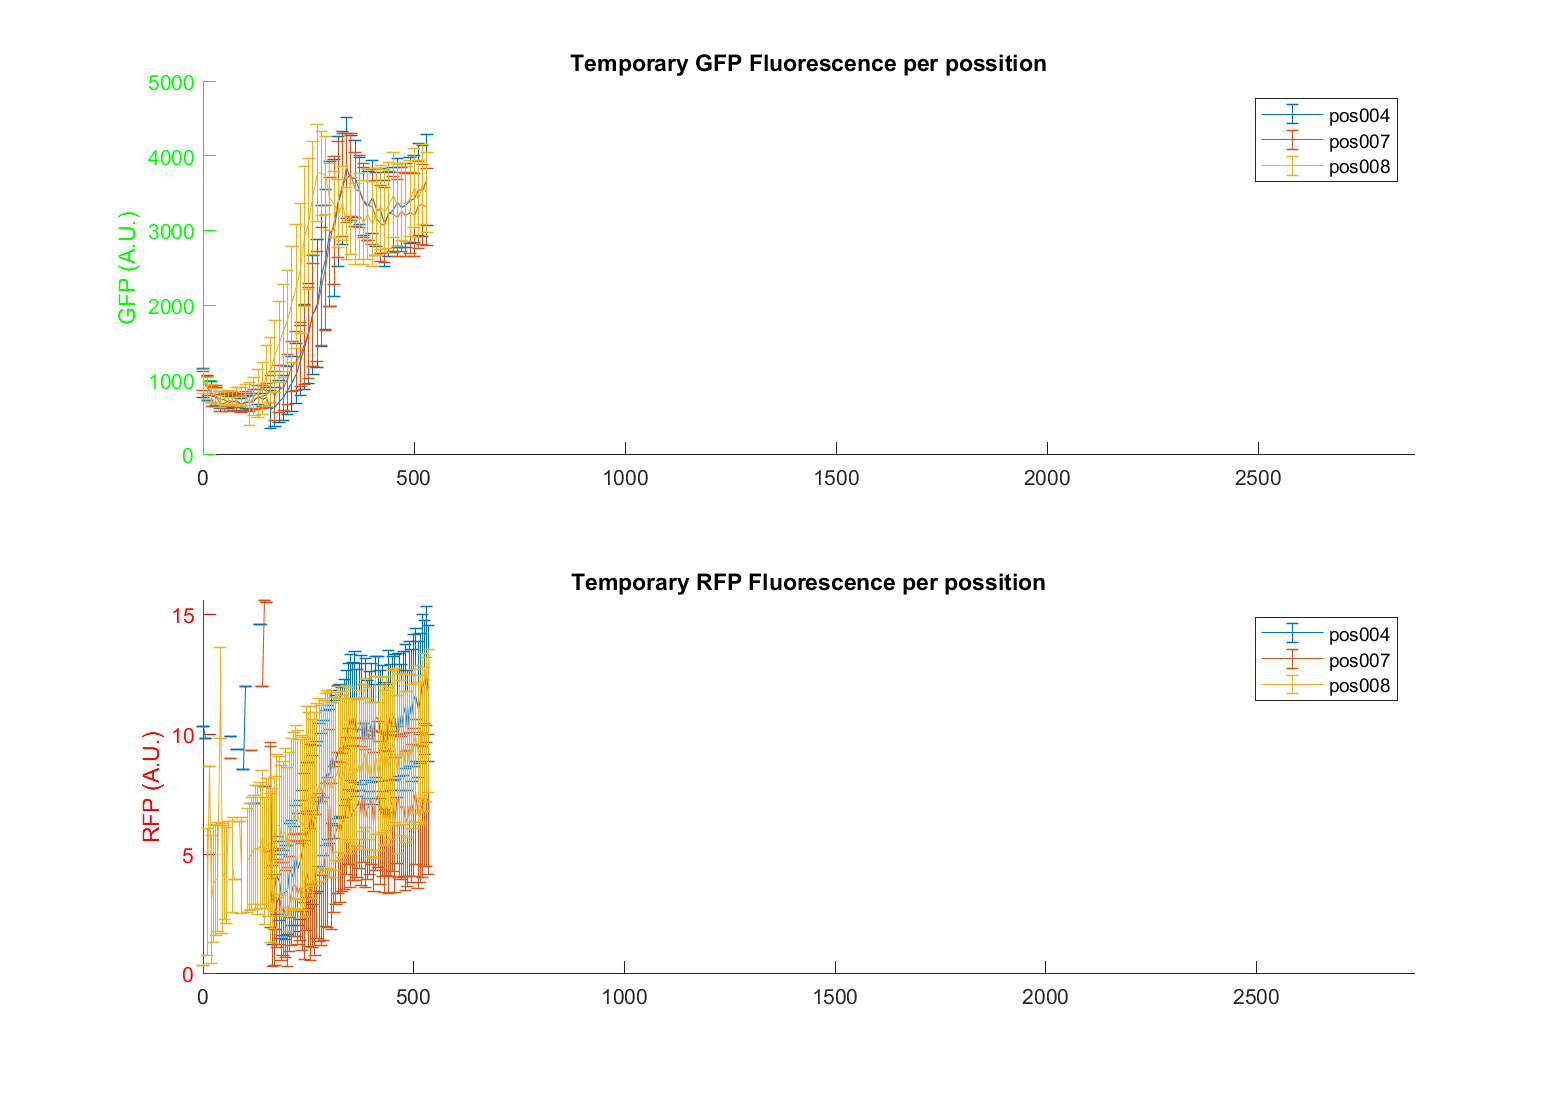 Temporary GFP Fluorescence per possition
5000
4000
3000
2000
1000
0
GFP (A.U.)
0 500 1000 1500 2000 2500
pos004
pos007
pos008
Temporary RFP Fluorescence per possition
15
10
5
0
RFP (A.U.)
0 500 1000 1500 2000 2500
pos004
pos007
pos008